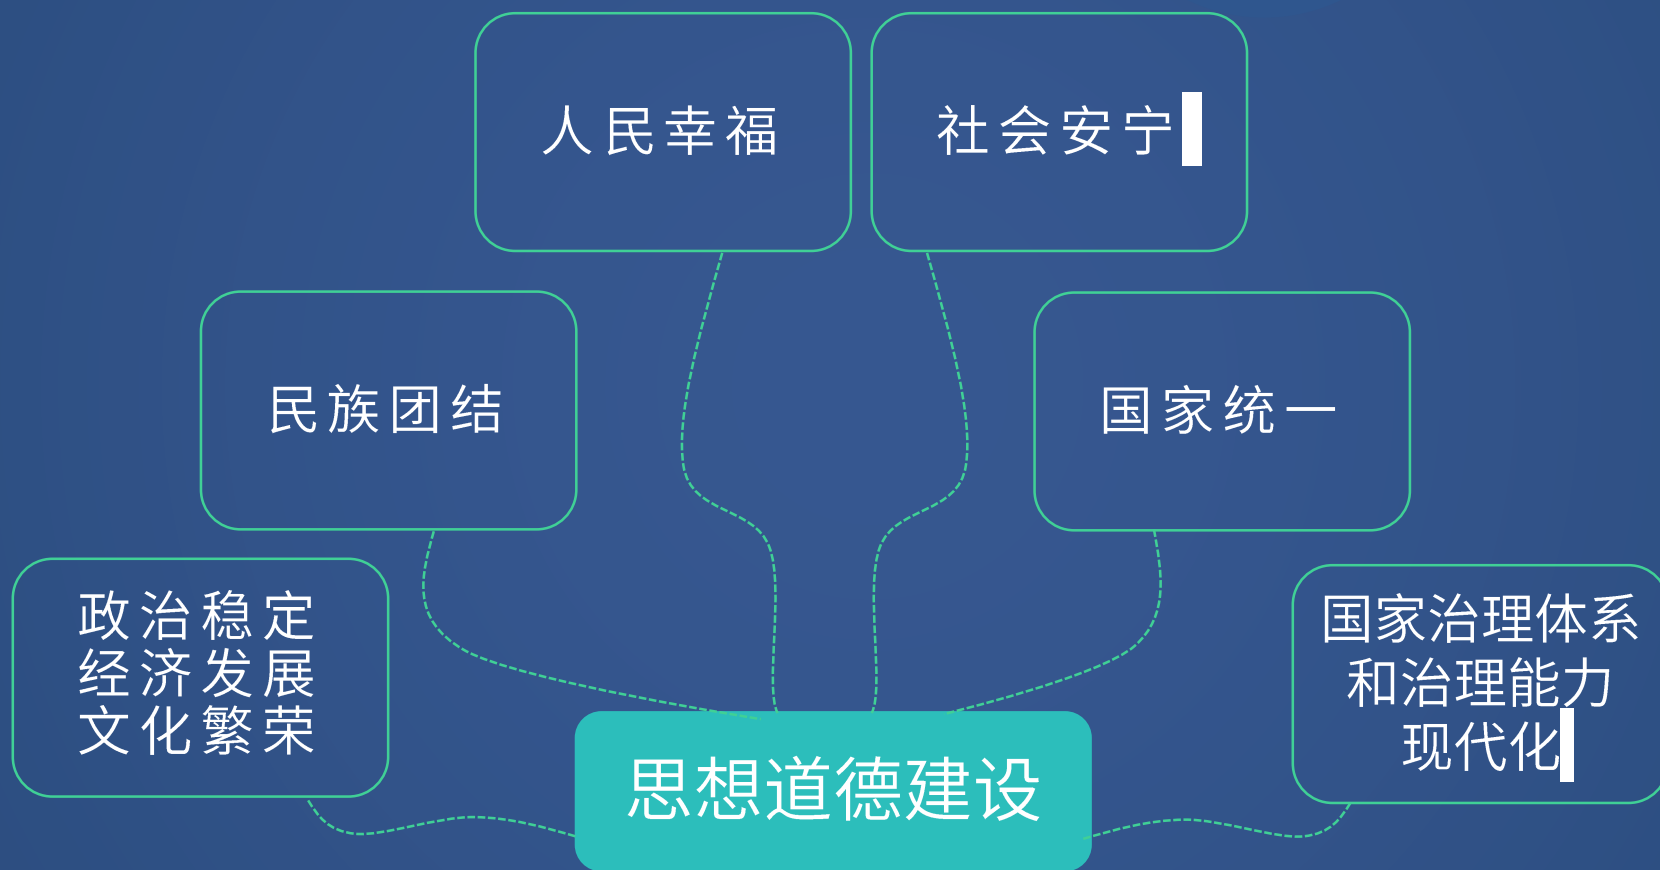 人民幸福
社会安宁
民族团结
国家统一
政治稳定
经济发展
文化繁荣
国家治理体系
和治理能力
现代化
思想道德建设